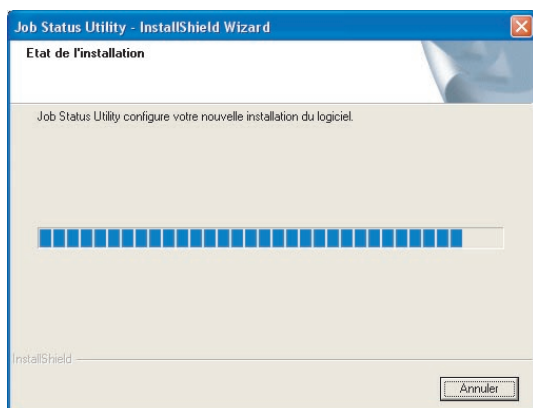 Job Status Utility - InstallShield Wizard
Etat de l'installation
Job Status Utility configure votre nouvelle installation du logiciel.
InstallShield
Annuler